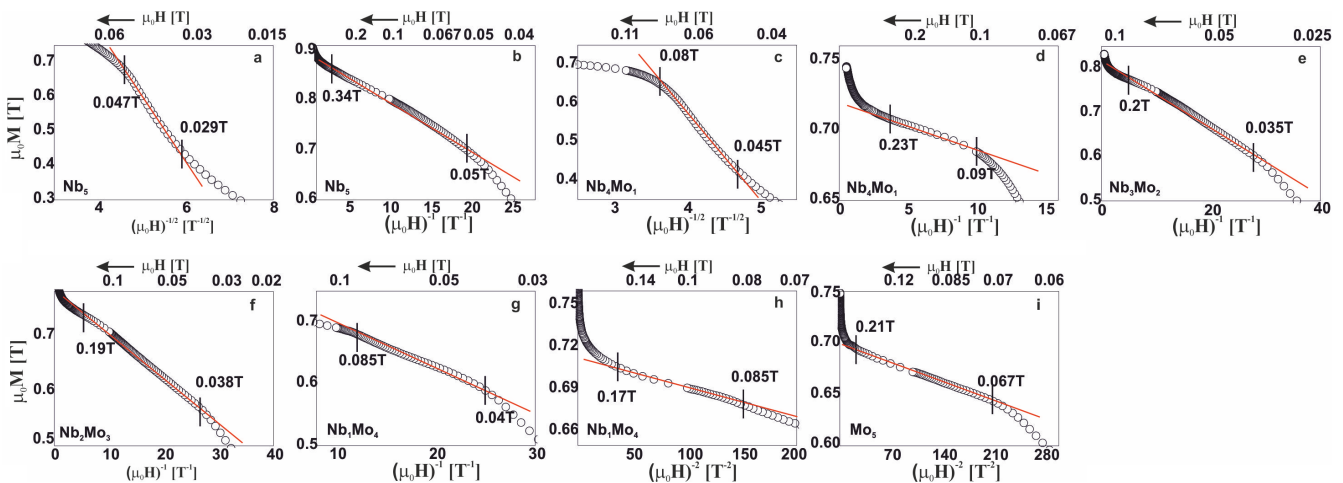 μ₀H [T]
0.06 0.04 0.03 0.015
a
0.7
0.6
0.5
0.4
0.3
μ₀M [T]
0.047T
0.029T
Nb₅
4 6 8
(μ₀H)⁻¹/² [T⁻¹/²]
μ₀H [T]
0.2 0.1 0.067 0.05 0.04
b
0.9
0.8
0.7
0.6
0.34T
0.05T
Nb₅
5 10 15 20 25
(μ₀H)⁻¹ [T⁻¹]
μ₀H [T]
0.11 0.06 0.04
c
0.7
0.6
0.5
0.4
0.08T
0.045T
Nb₄Mo₁
3 4 5
(μ₀H)⁻¹/² [T⁻¹/²]
μ₀H [T]
0.2 0.1 0.067
d
0.75
0.70
0.65
0.23T
0.09T
Nb₄Mo₁
5 10 15
(μ₀H)⁻¹ [T⁻¹]
μ₀H [T]
0.1 0.05 0.025
e
0.8
0.7
0.6
0.5
0.2T
0.035T
Nb₃Mo₂
0 20 40
(μ₀H)⁻¹ [T⁻¹]
μ₀H [T]
0.1 0.05 0.03 0.02
f
0.7
0.6
0.5
μ₀M [T]
0.19T
0.038T
Nb₂Mo₃
0 10 20 30 40
(μ₀H)⁻¹ [T⁻¹]
μ₀H [T]
0.1 0.05 0.03
g
0.7
0.6
0.5
0.085T
0.04T
Nb₁Mo₄
10 20 30
(μ₀H)⁻¹ [T⁻¹]
μ₀H [T]
0.14 0.1 0.08 0.07
h
0.75
0.72
0.69
0.66
0.17T
0.085T
Nb₁Mo₄
50 100 150 200
(μ₀H)⁻² [T⁻²]
μ₀H [T]
0.12 0.085 0.07 0.06
i
0.75
0.70
0.65
0.60
0.21T
0.067T
Mo₅
70 140 210 280
(μ₀H)⁻² [T⁻²]